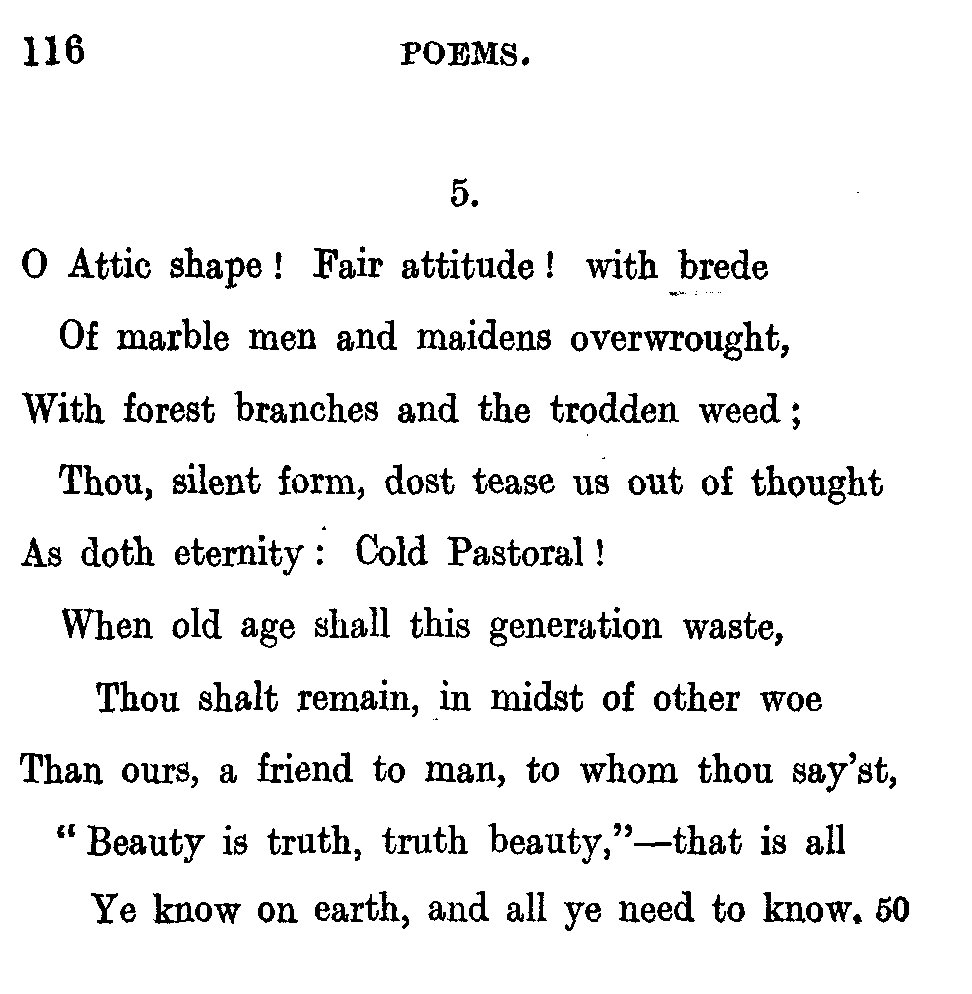 116 POEMS.
5.
O Attic shape ! Fair attitude ! with brede
Of marble men and maidens overwrought,
With forest branches and the trodden weed ;
Thou, silent form, dost tease us out of thought
As doth eternity : Cold Pastoral !
When old age shall this generation waste,
Thou shalt remain, in midst of other woe
Than ours, a friend to man, to whom thou say'st,
“ Beauty is truth, truth beauty,”—that is all
Ye know on earth, and all ye need to know. 50